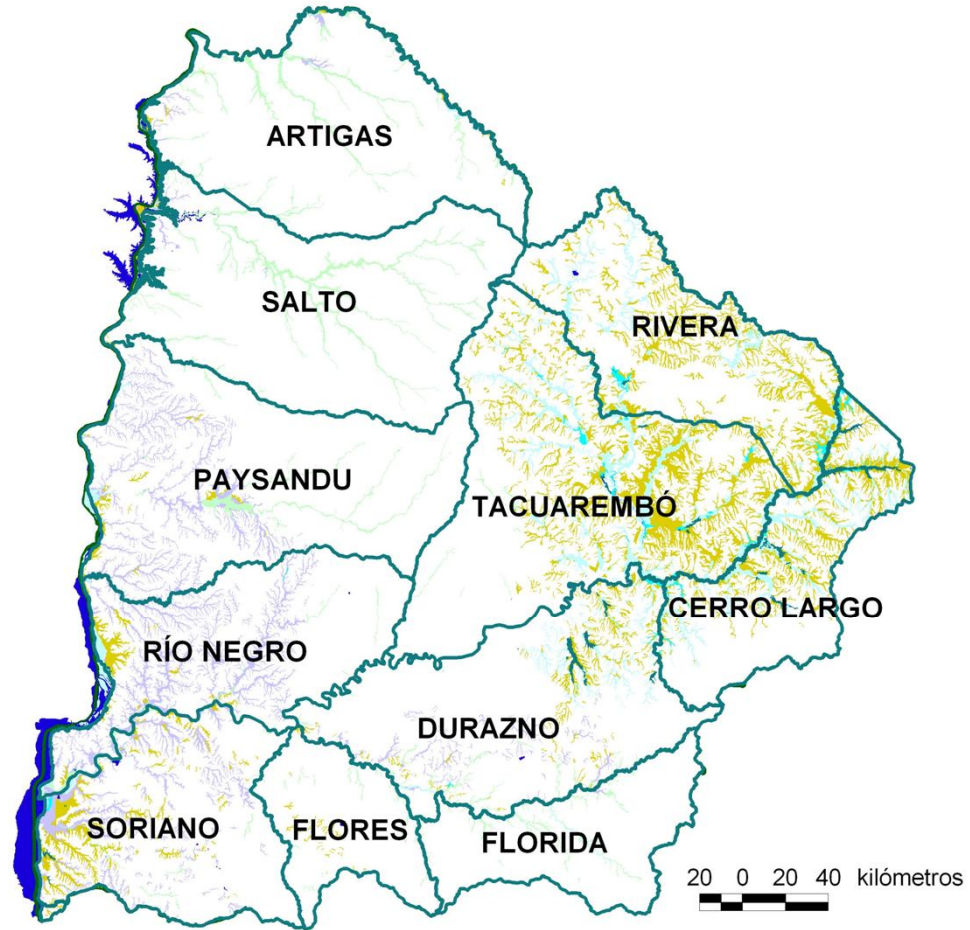 ARTIGAS
SALTO
RIVERA
PAYSANDU
TACUAREMBÓ
CERRO LARGO
RÍO NEGRO
DURAZNO
SORIANO
FLORES
FLORIDA
20 0 20 40 kilómetros